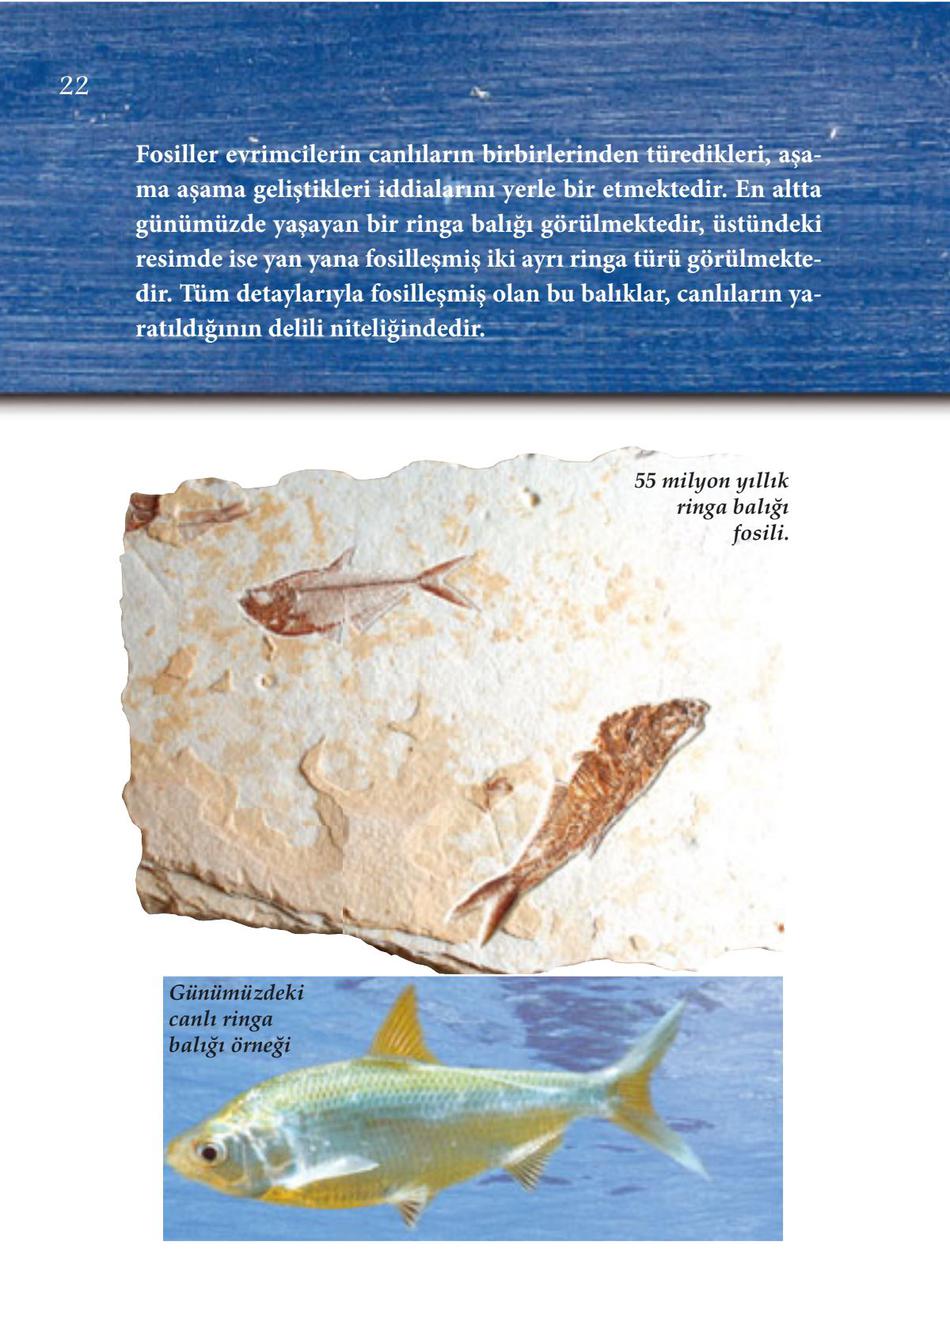 22
Fosiller evrimcilerin canlıların birbirlerinden türedikleri, aşa-
ma aşama geliştikleri iddialarını yerle bir etmektedir. En altta
günümüzde yaşayan bir ringa balığı görülmektedir, üstündeki
resimde ise yan yana fosilleşmiş iki ayrı ringa türü görülmekte-
dir. Tüm detaylarıyla fosilleşmiş olan bu balıklar, canlıların ya-
ratıldığının delili niteliğindedir.
55 milyon yıllık
ringa balığı
fosili.
Günümüzdeki
canlı ringa
balığı örneği